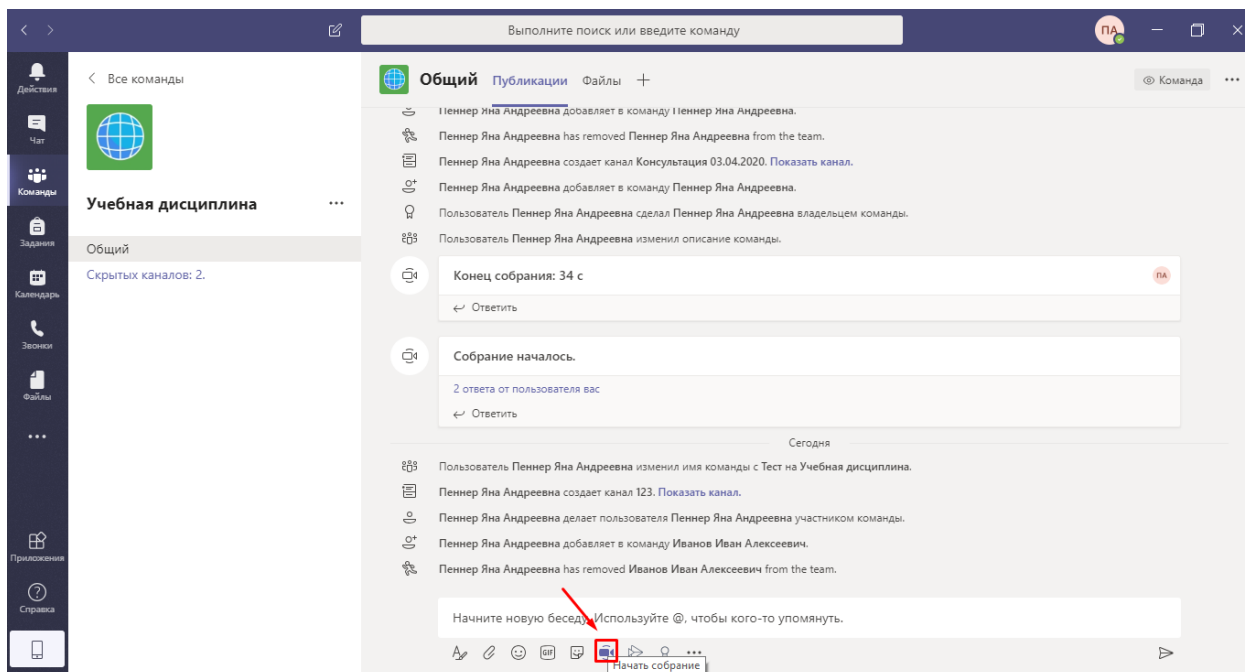 Выполните поиск или введите команду
ПА
Действия
Чат
Команды
Задания
Календарь
Звонки
Файлы
Приложения
Справка
Все команды
Учебная дисциплина
Общий
Скрытых каналов: 2.
Общий Публикации Файлы
Команда
Пеннер Яна Андреевна добавляет в команду Пеннер Яна Андреевна.
Пеннер Яна Андреевна has removed Пеннер Яна Андреевна from the team.
Пеннер Яна Андреевна создает канал Консультация 03.04.2020. Показать канал.
Пеннер Яна Андреевна добавляет в команду Пеннер Яна Андреевна.
Пользователь Пеннер Яна Андреевна сделал Пеннер Яна Андреевна владельцем команды.
Пользователь Пеннер Яна Андреевна изменил описание команды.
Конец собрания: 34 с
ПА
Ответить
Собрание началось.
2 ответа от пользователя вас
Ответить
Сегодня
Пользователь Пеннер Яна Андреевна изменил имя команды с Тест на Учебная дисциплина.
Пеннер Яна Андреевна создает канал 123. Показать канал.
Пеннер Яна Андреевна делает пользователя Пеннер Яна Андреевна участником команды.
Пеннер Яна Андреевна добавляет в команду Иванов Иван Алексеевич.
Пеннер Яна Андреевна has removed Иванов Иван Алексеевич from the team.
Начните новую беседу. Используйте @, чтобы кого-то упомянуть.
GIF
Начать собрание